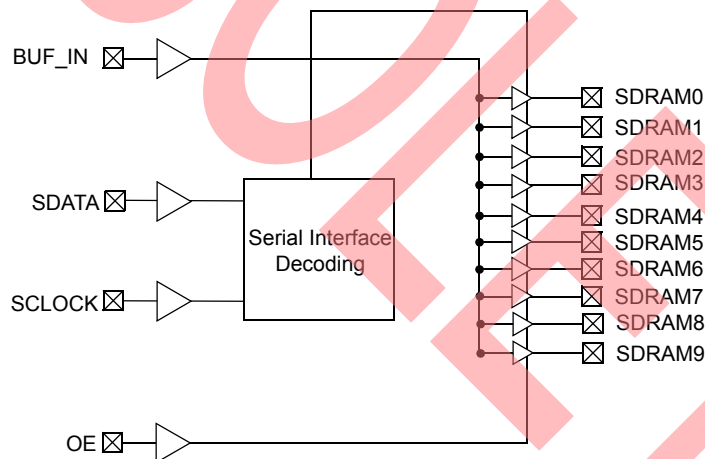 BUF_IN
SDATA
SCLOCK
OE
Serial Interface
Decoding
SDRAM0
SDRAM1
SDRAM2
SDRAM3
SDRAM4
SDRAM5
SDRAM6
SDRAM7
SDRAM8
SDRAM9